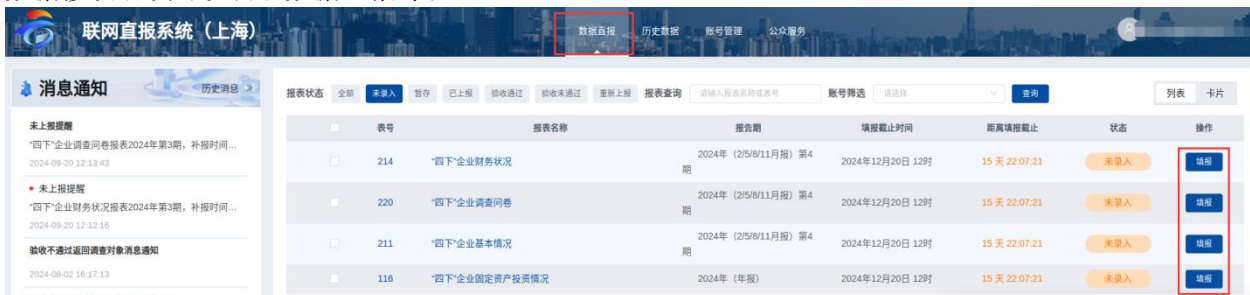 联网直报系统（上海）
数据直报 历史数据 账号管理 公众服务
消息通知 历史消息 »
未上报提醒
“四下”企业调查问卷报表2024年第3期，补报时间...
2024-09-20 12:13:43
未上报提醒
“四下”企业财务状况报表2024年第3期，补报时间...
2024-09-20 12:12:16
验收不通过返回调查对象消息通知
2024-08-02 16:17:13
报表状态 全部 未录入 暂存 已上报 验收通过 验收未通过 重新上报 报表查询 请输入报表名称或表号 账号筛选 请选择 查询 列表 卡片
表号 报表名称 报告期 填报截止时间 距离填报截止 状态 操作
214 “四下”企业财务状况 2024年（2/5/8/11月报）第4期 2024年12月20日 12时 15 天 22:07:21 未录入 填报
220 “四下”企业调查问卷 2024年（2/5/8/11月报）第4期 2024年12月20日 12时 15 天 22:07:21 未录入 填报
211 “四下”企业基本情况 2024年（2/5/8/11月报）第4期 2024年12月20日 12时 15 天 22:07:21 未录入 填报
116 “四下”企业固定资产投资情况 2024年（年报） 2024年12月20日 12时 15 天 22:07:21 未录入 填报